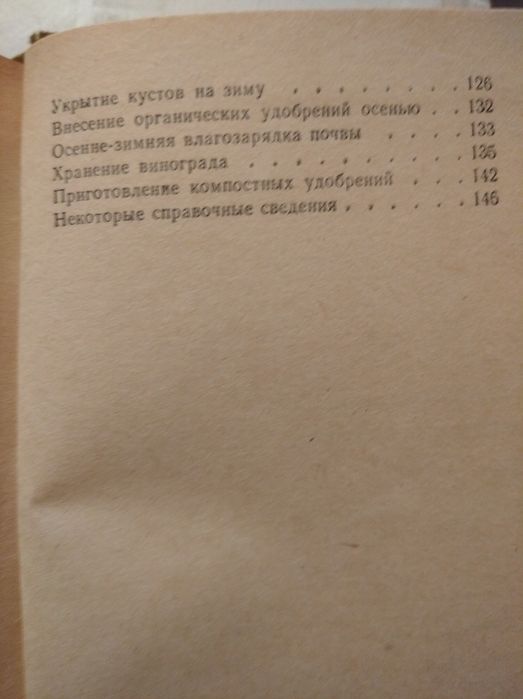 Укрытие кустов на зиму . . . . . . . . 126
Внесение органических удобрений осенью . . 132
Осенне-зимняя влагозарядка почвы . . . . 133
Хранение винограда . . . . . . . . . 135
Приготовление компостных удобрений . . . 142
Некоторые справочные сведения . . . . . . 146